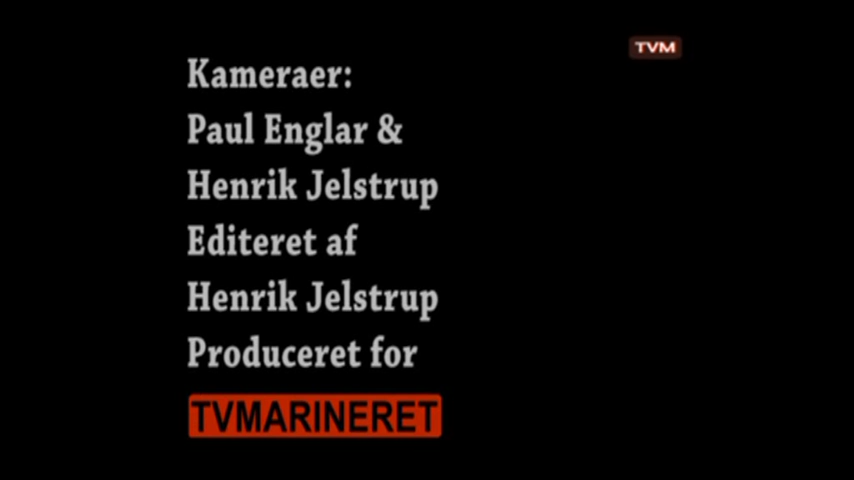 TVM
Kameraer:
Paul Englar &
Henrik Jelstrup
Editeret af
Henrik Jelstrup
Produceret for
TVMARINERET